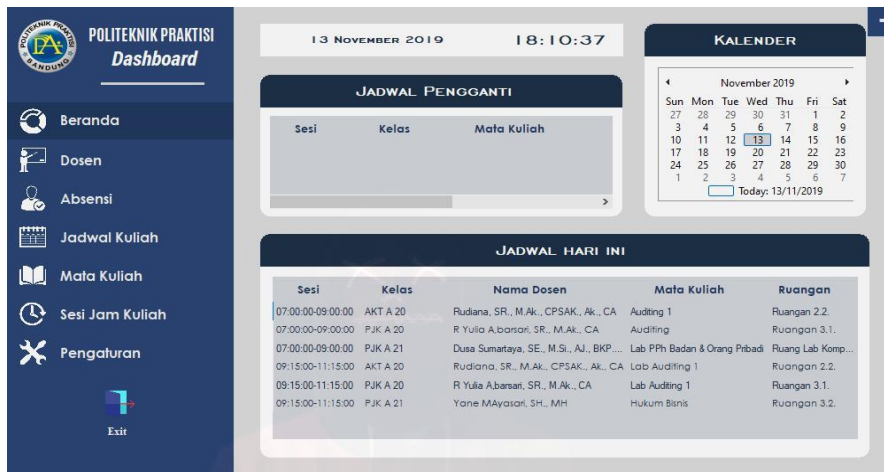 POLITEKNIK PRAKTISI
BANDUNG
POLITEKNIK PRAKTISI
Dashboard
Beranda
Dosen
Absensi
Jadwal Kuliah
Mata Kuliah
Sesi Jam Kuliah
Pengaturan
Exit
13 NOVEMBER 2019 18:10:37
JADWAL PENGGANTI
Sesi Kelas Mata Kuliah
KALENDER
November 2019
Sun Mon Tue Wed Thu Fri Sat
27 28 29 30 31 1 2
3 4 5 6 7 8 9
10 11 12 13 14 15 16
17 18 19 20 21 22 23
24 25 26 27 28 29 30
1 2 3 4 5 6 7
Today: 13/11/2019
JADWAL HARI INI
Sesi Kelas Nama Dosen Mata Kuliah Ruangan
07:00:00-09:00:00 AKT A 20 Rudiana, SR., M.Ak., CPSAK., Ak., CA Auditing 1 Ruangan 2.2.
07:00:00-09:00:00 PJK A 20 R Yulia A,barsari, SR., M.Ak., CA Auditing Ruangan 3.1.
07:00:00-09:00:00 PJK A 21 Dusa Sumartaya, SE., M.Si., AJ., BKP.... Lab PPh Badan & Orang Pribadi Ruang Lab Komp...
09:15:00-11:15:00 AKT A 20 Rudiana, SR., M.Ak., CPSAK., Ak., CA Lab Auditing 1 Ruangan 2.2.
09:15:00-11:15:00 PJK A 20 R Yulia A,barsari, SR., M.Ak., CA Lab Auditing 1 Ruangan 3.1.
09:15:00-11:15:00 PJK A 21 Yane MAyasari, SH., MH Hukum Bisnis Ruangan 3.2.